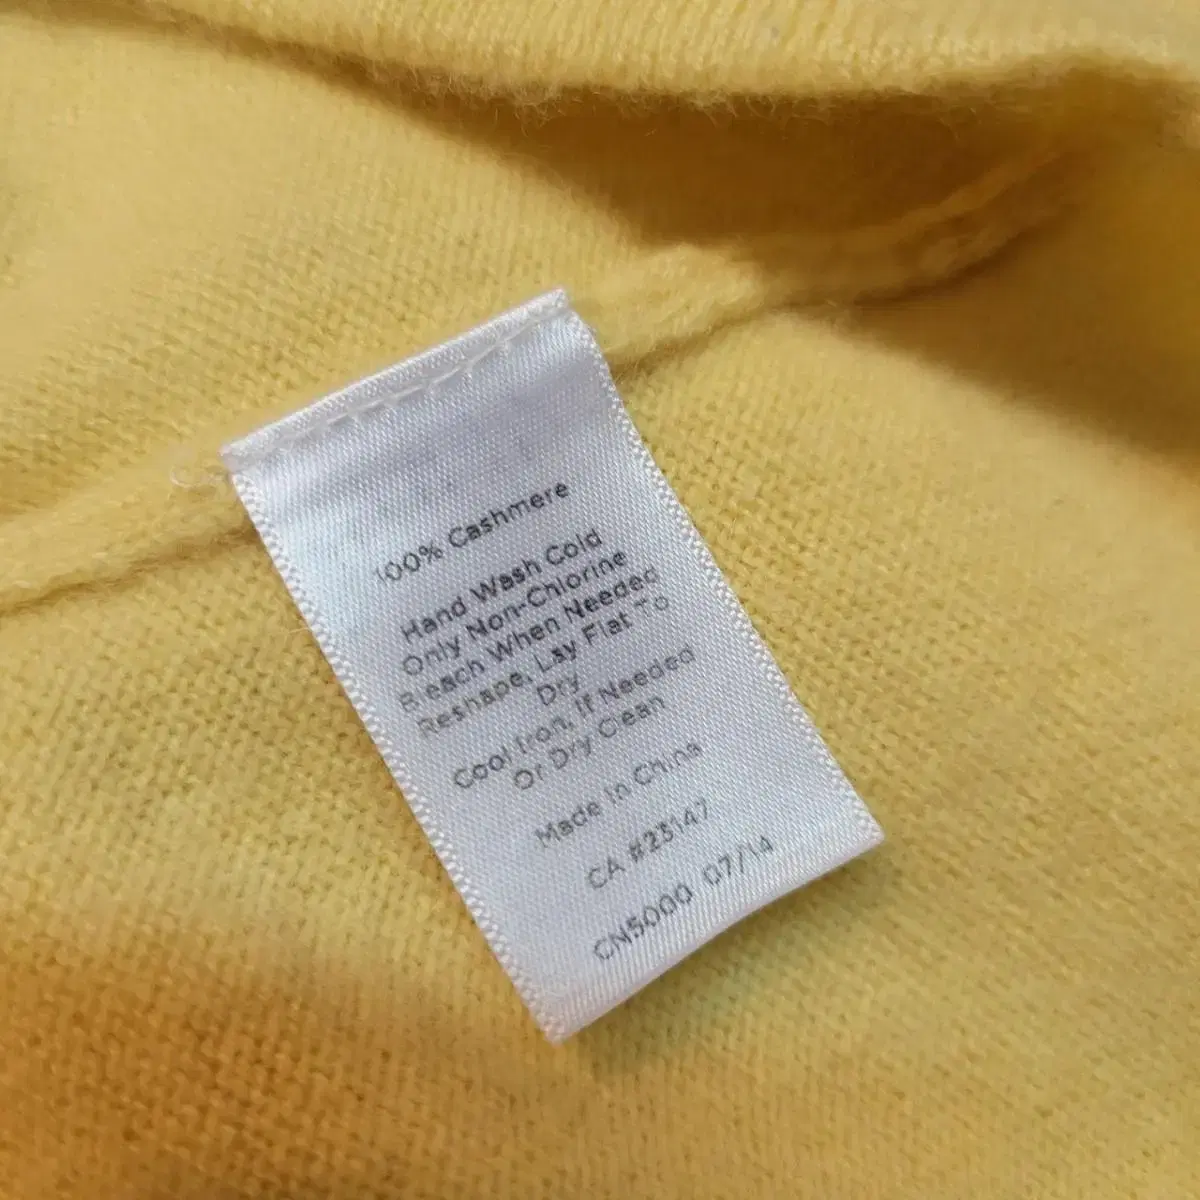 100% Cashmere
Hand Wash Cold
Only Non-Chlorine
Bleach When Needed
Reshape, Lay Flat To
Dry
Cool Iron, If Needed
Or Dry Clean
Made In China
CA #23147
CN5000 07/14